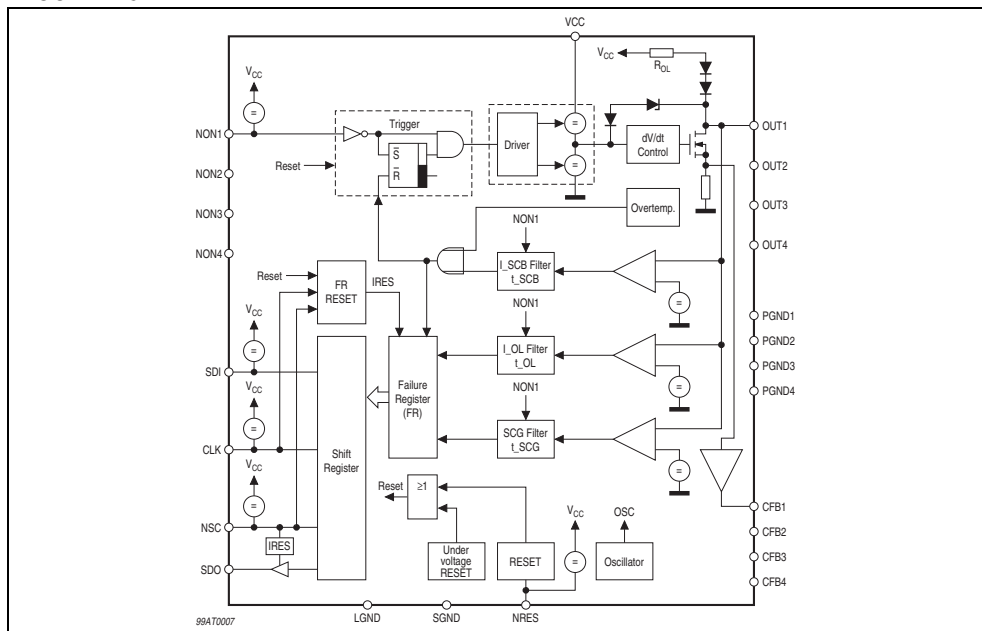 VCC
VCC
ROL
VCC
=
NON1
NON2
NON3
NON4
Trigger
Reset
S
R
Driver
=
=
dV/dt
Control
OUT1
OUT2
OUT3
OUT4
Overtemp.
NON1
I_SCB Filter
t_SCB
=
Reset
FR
RESET
IRES
NON1
I_OL Filter
t_OL
=
PGND1
PGND2
PGND3
PGND4
VCC
=
SDI
VCC
=
CLK
VCC
=
NSC
IRES
SDO
Shift
Register
Failure
Register
(FR)
NON1
SCG Filter
t_SCG
=
Reset
≥1
Under
voltage
RESET
RESET
VCC
=
OSC
Oscillator
CFB1
CFB2
CFB3
CFB4
LGND
SGND
NRES
99AT0007